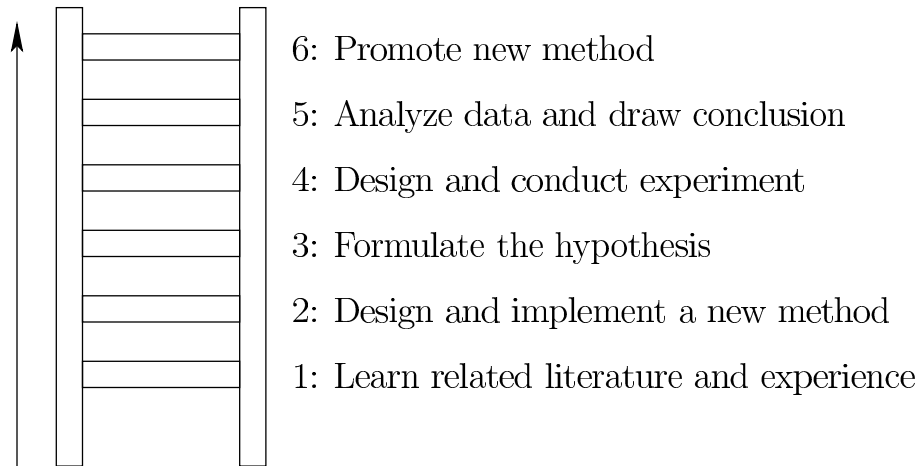 6: Promote new method
5: Analyze data and draw conclusion
4: Design and conduct experiment
3: Formulate the hypothesis
2: Design and implement a new method
1: Learn related literature and experience